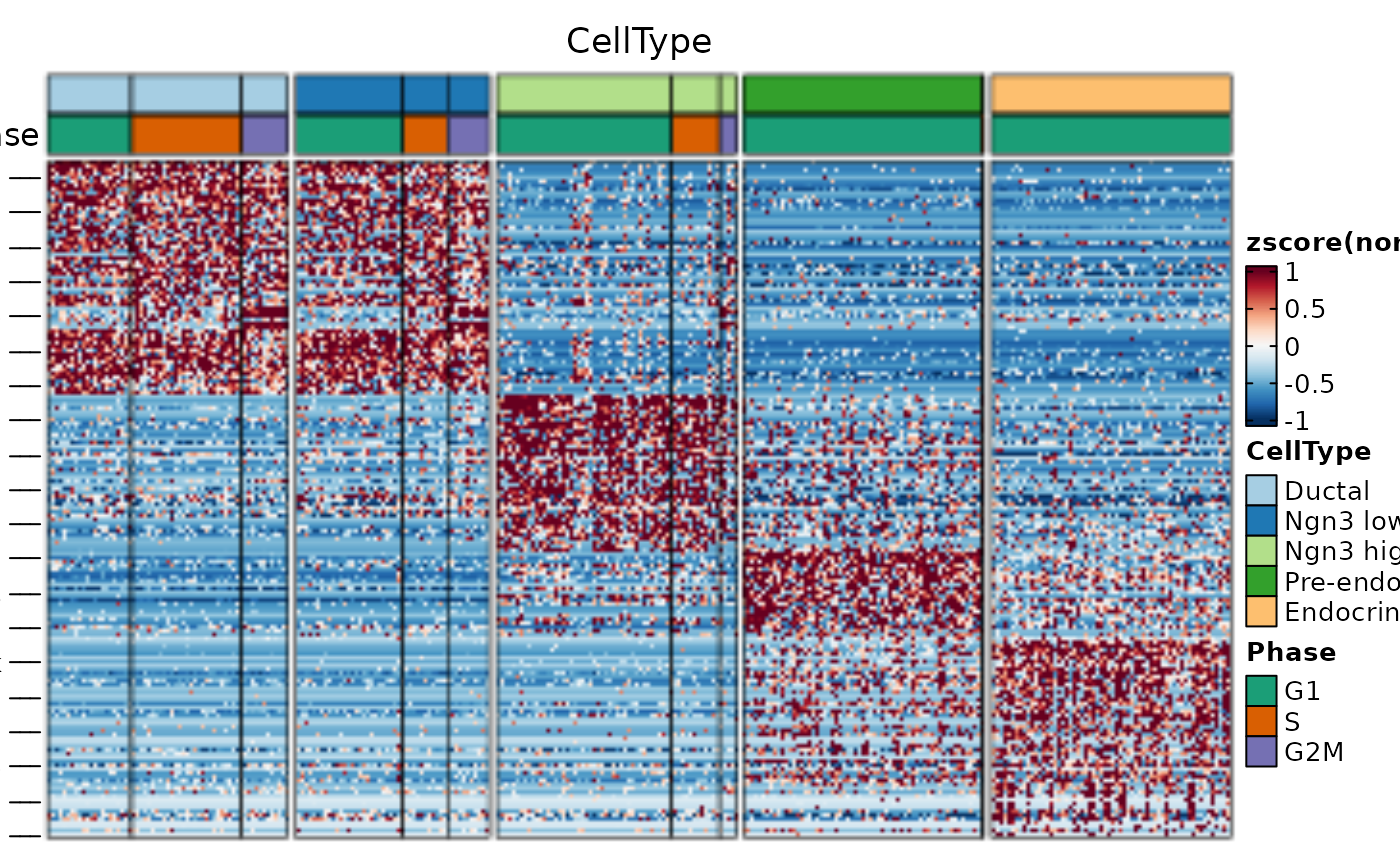 CellType
se
zscore(nor
1
0.5
0
-0.5
-1
CellType
Ductal
Ngn3 low
Ngn3 hig
Pre-endo
Endocrin
Phase
G1
S
G2M